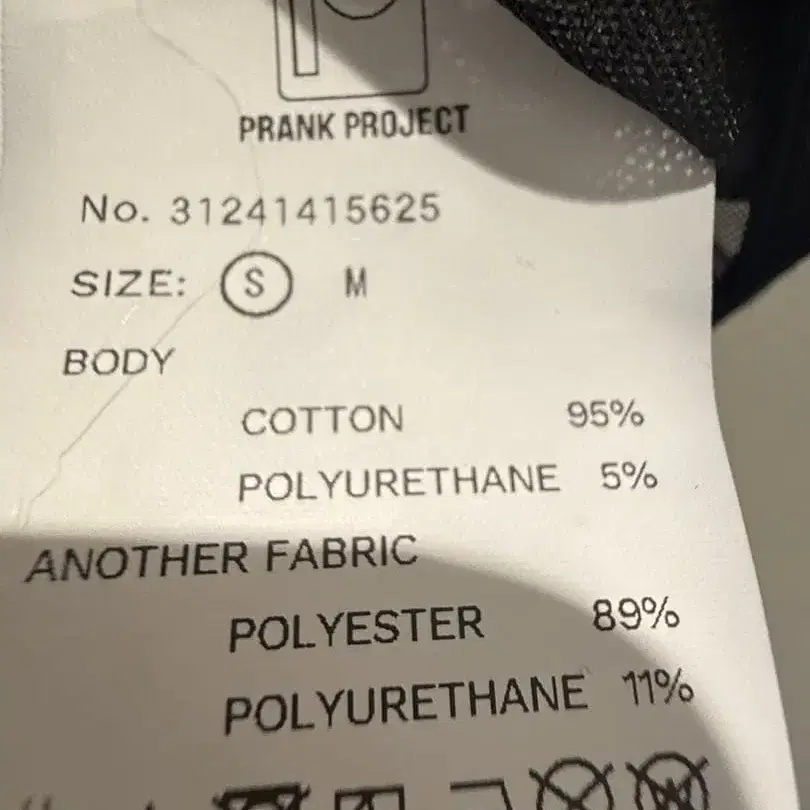 PRANK PROJECT
No. 31241415625
SIZE: S M
BODY
COTTON 95%
POLYURETHANE 5%
ANOTHER FABRIC
POLYESTER 89%
POLYURETHANE 11%